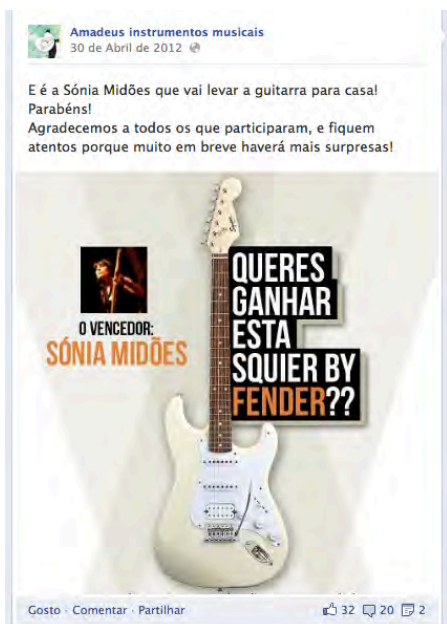 Amadeus instrumentos musicais
30 de Abril de 2012
E é a Sónia Midões que vai levar a guitarra para casa!
Parabéns!
Agradecemos a todos os que participaram, e fiquem
atentos porque muito em breve haverá mais surpresas!
Squier
QUERES
GANHAR
ESTA
SQUIER BY
FENDER??
O VENCEDOR:
SÓNIA MIDÕES
Gosto · Comentar · Partilhar
32 20 2